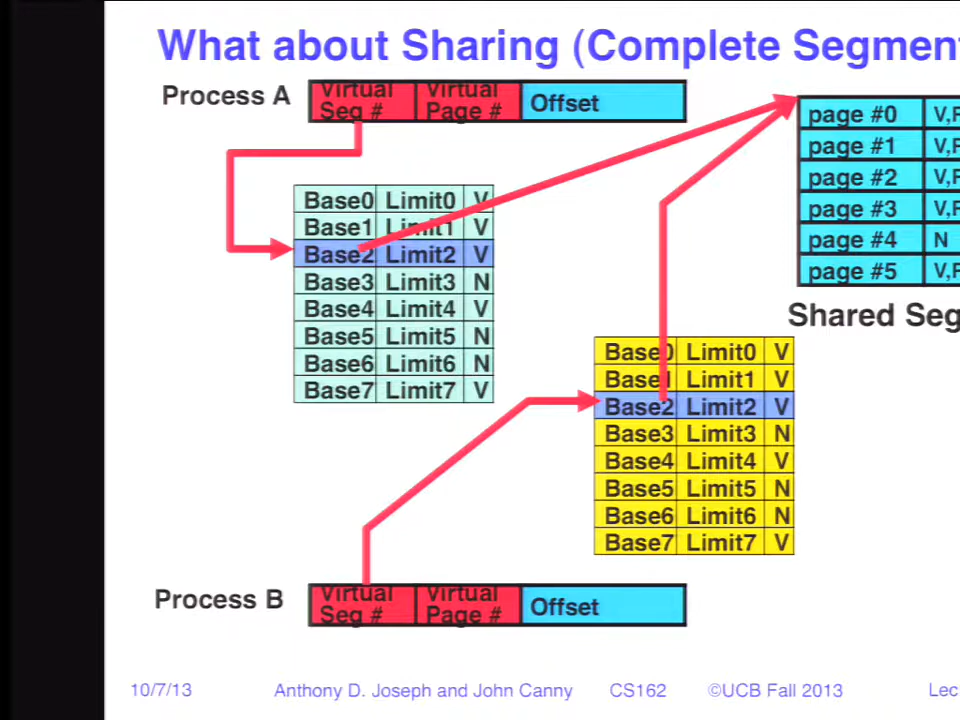 What about Sharing (Complete Segment
Process A
Virtual Seg #
Virtual Page #
Offset
page #0 V,R
page #1 V,R
page #2 V,R
page #3 V,R
page #4 N
page #5 V,R
Shared Seg
Base0 Limit0 V
Base1 Limit1 V
Base2 Limit2 V
Base3 Limit3 N
Base4 Limit4 V
Base5 Limit5 N
Base6 Limit6 N
Base7 Limit7 V
Base0 Limit0 V
Base1 Limit1 V
Base2 Limit2 V
Base3 Limit3 N
Base4 Limit4 V
Base5 Limit5 N
Base6 Limit6 N
Base7 Limit7 V
Process B
Virtual Seg #
Virtual Page #
Offset
10/7/13 Anthony D. Joseph and John Canny CS162 ©UCB Fall 2013 Lec